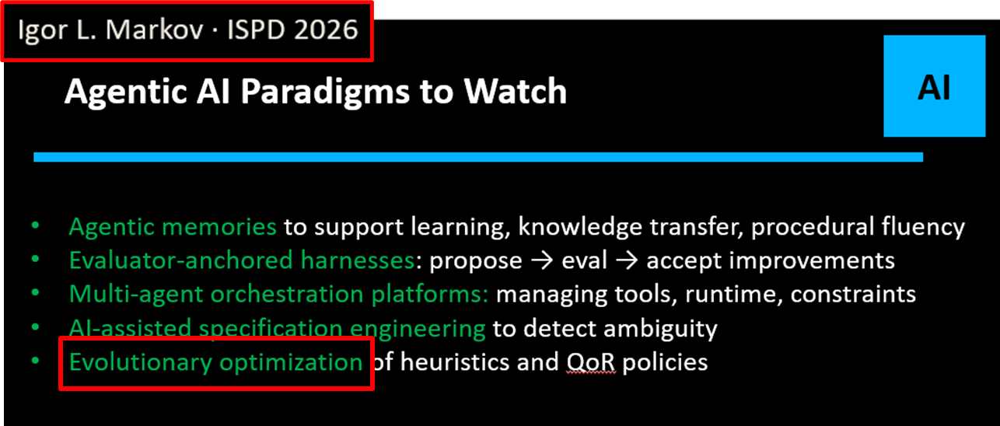 Igor L. Markov · ISPD 2026
Agentic AI Paradigms to Watch
AI
• Agentic memories to support learning, knowledge transfer, procedural fluency
• Evaluator-anchored harnesses: propose → eval → accept improvements
• Multi-agent orchestration platforms: managing tools, runtime, constraints
• AI-assisted specification engineering to detect ambiguity
• Evolutionary optimization of heuristics and QoR policies